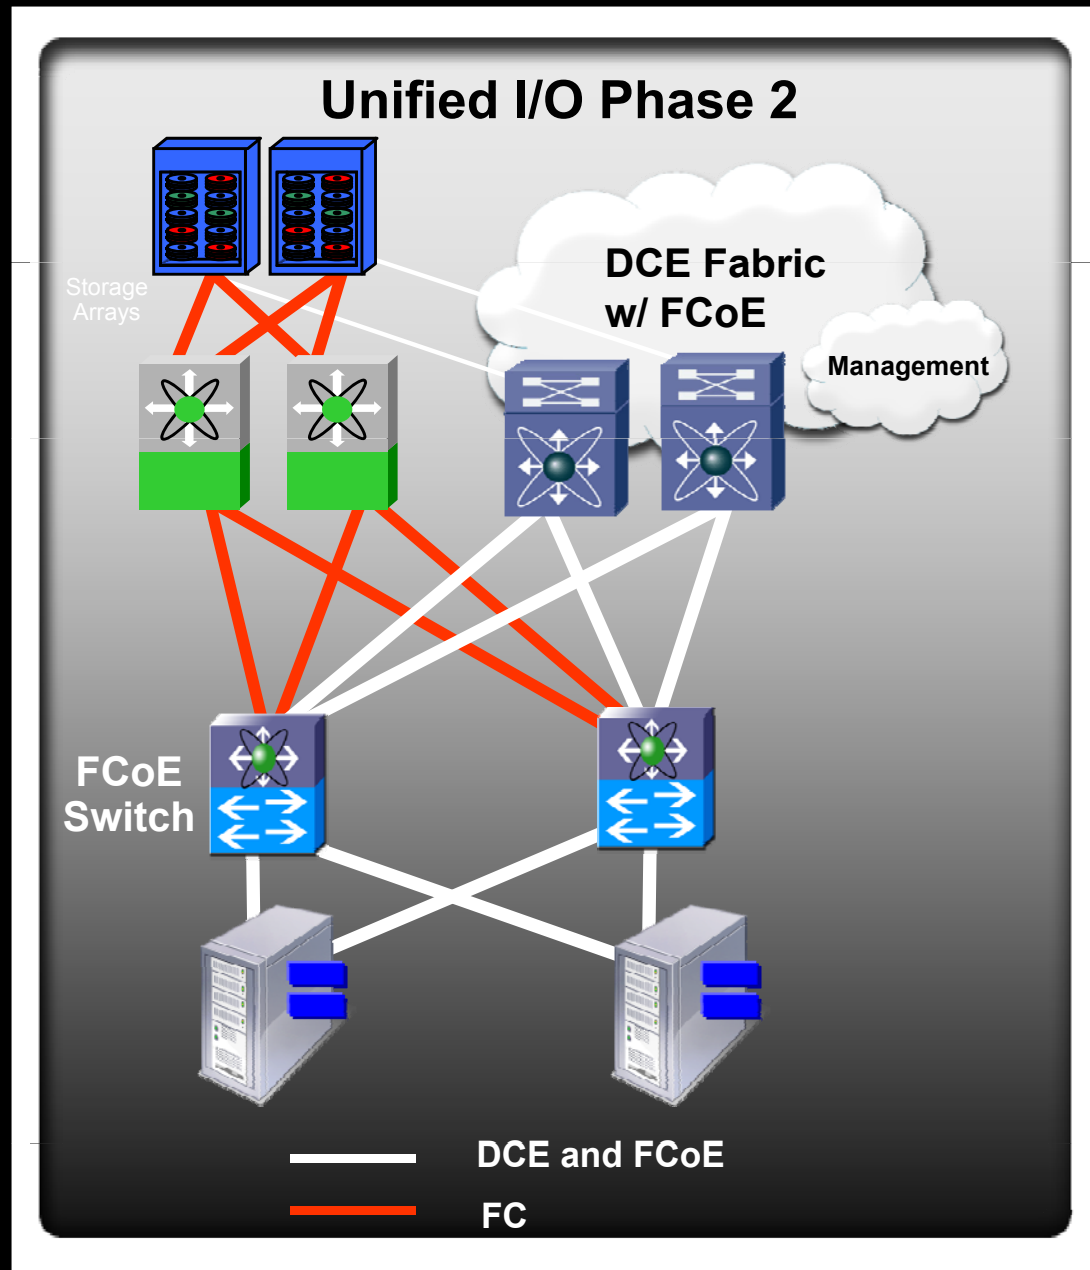 Unified I/O Phase 2
DCE Fabric
w/ FCoE
Storage
Arrays
Management
FCoE
Switch
DCE and FCoE
FC